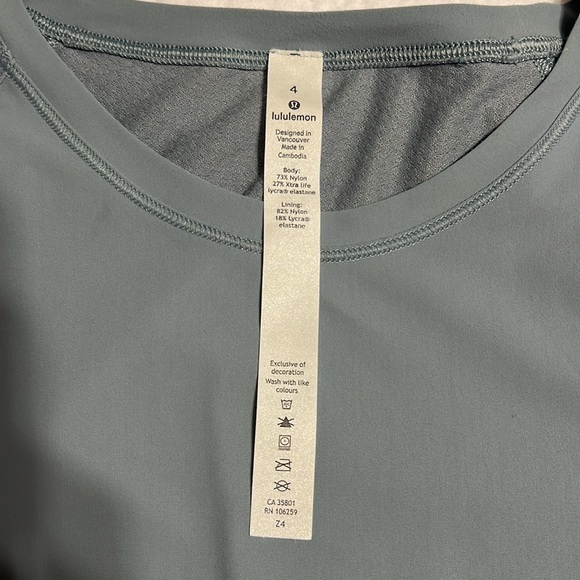 4
lululemon
Designed in
Vancouver
Made in
Cambodia
Body:
73% Nylon
27% Xtra life
lycra® elastane
Lining:
82% Nylon
18% Lycra®
elastane
Exclusive of
decoration
Wash with like
colours
CA 35801
RN 106259
Z4